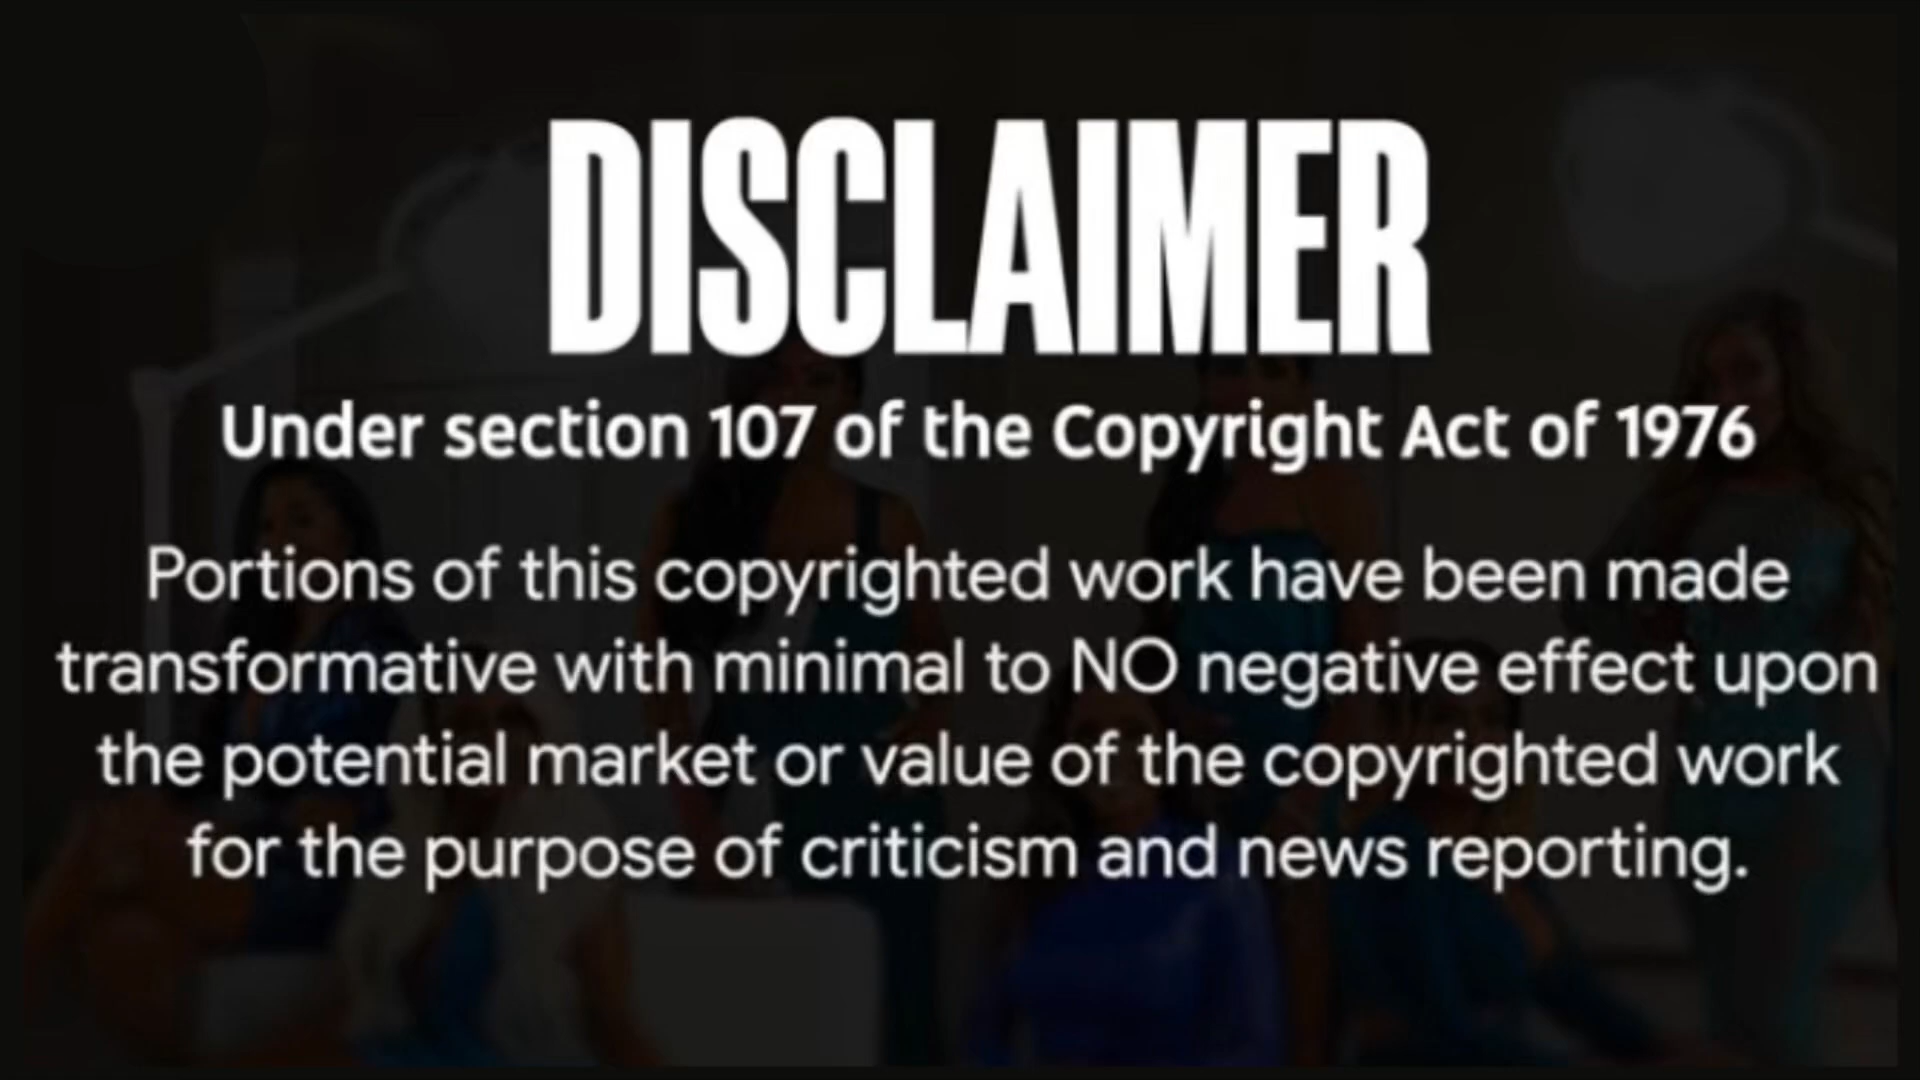 DISCLAIMER
Under section 107 of the Copyright Act of 1976
Portions of this copyrighted work have been made
transformative with minimal to NO negative effect upon
the potential market or value of the copyrighted work
for the purpose of criticism and news reporting.